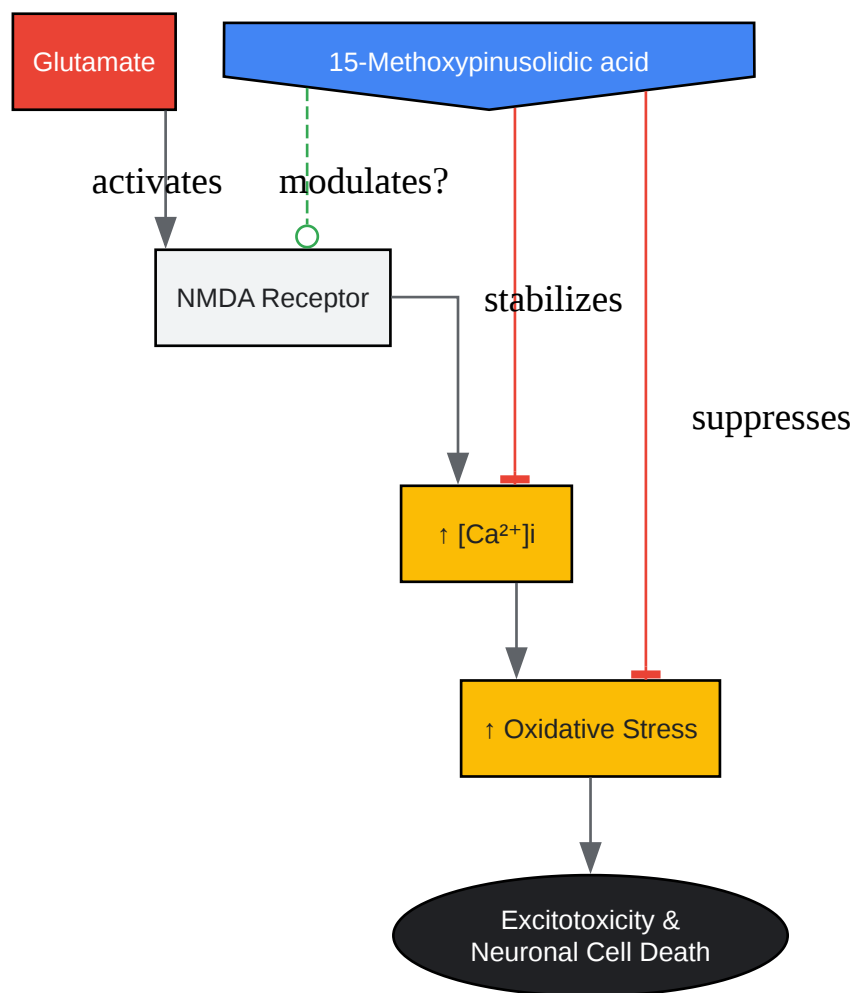 Glutamate
15-Methoxypinusolidic acid
activates
modulates?
NMDA Receptor
stabilizes
suppresses
↑ [Ca²⁺]i
↑ Oxidative Stress
Excitotoxicity &
Neuronal Cell Death